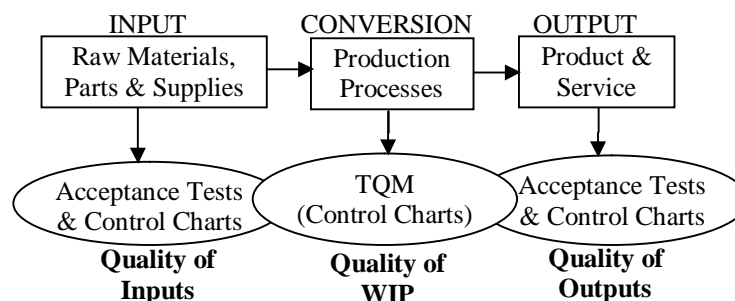 INPUT CONVERSION OUTPUT
Raw Materials,
Parts & Supplies
Production
Processes
Product &
Service
Acceptance Tests
& Control Charts
TQM
(Control Charts)
Acceptance Tests
& Control Charts
Quality of
Inputs
Quality of
WIP
Quality of
Outputs